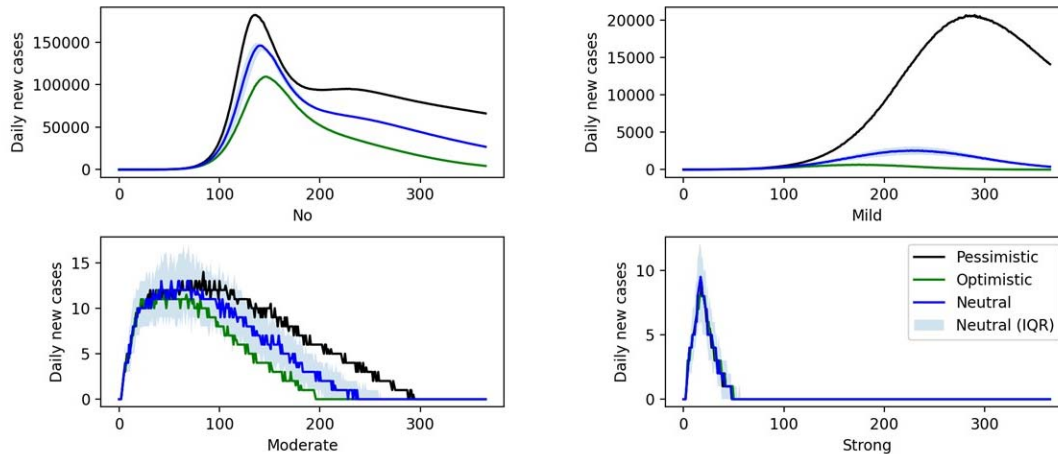 Daily new cases
150000
100000
50000
0
0 100 200 300
No
Daily new cases
20000
15000
10000
5000
0
0 100 200 300
Mild
Daily new cases
15
10
5
0
0 100 200 300
Moderate
Daily new cases
10
5
0
Pessimistic
Optimistic
Neutral
Neutral (IQR)
0 100 200 300
Strong